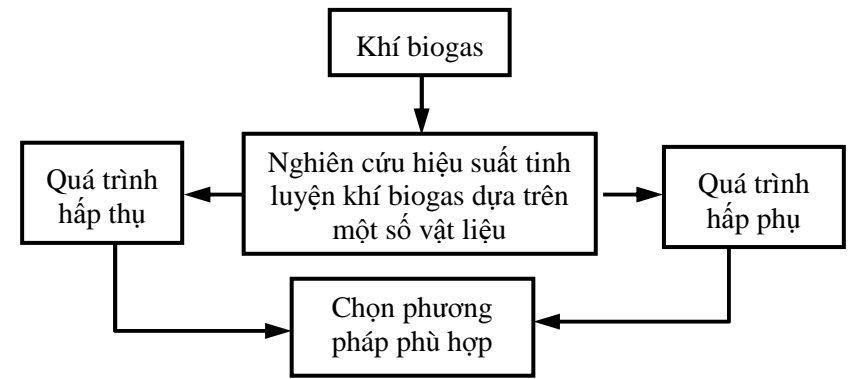 Khí biogas
Nghiên cứu hiệu suất tinh
luyện khí biogas dựa trên
một số vật liệu
Quá trình
hấp thụ
Quá trình
hấp phụ
Chọn phương
pháp phù hợp